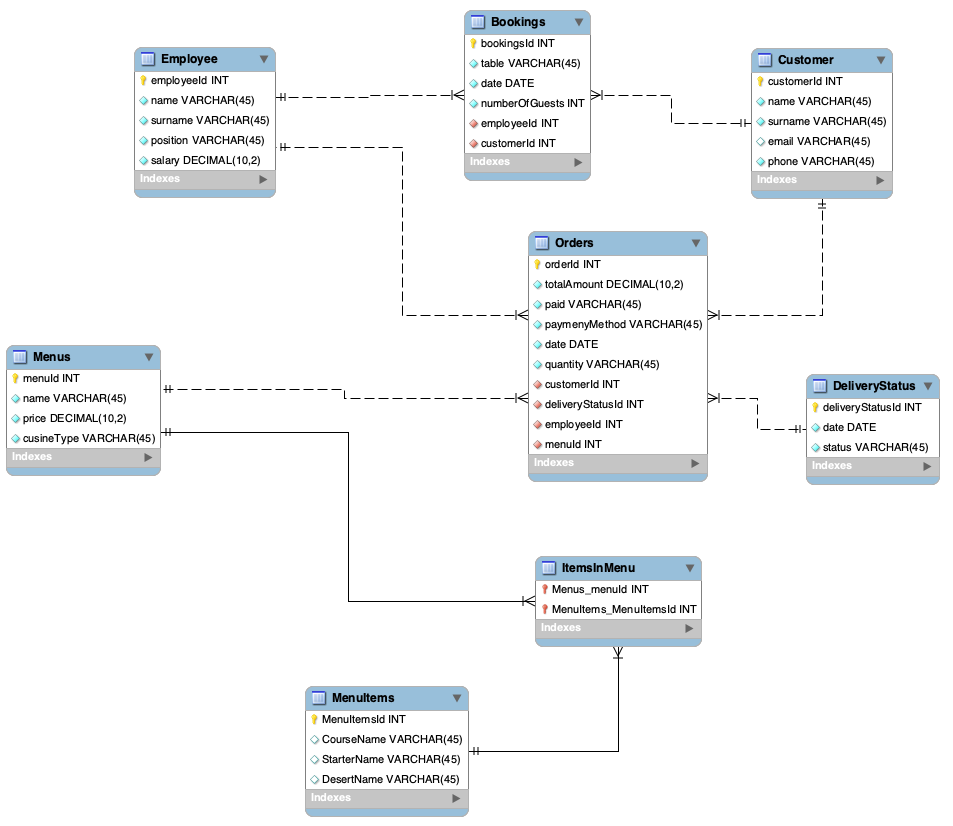 Bookings
bookingsId INT
table VARCHAR(45)
date DATE
numberOfGuests INT
employeeId INT
customerId INT
Indexes
Employee
employeeId INT
name VARCHAR(45)
surname VARCHAR(45)
position VARCHAR(45)
salary DECIMAL(10,2)
Indexes
Customer
customerId INT
name VARCHAR(45)
surname VARCHAR(45)
email VARCHAR(45)
phone VARCHAR(45)
Indexes
Orders
orderId INT
totalAmount DECIMAL(10,2)
paid VARCHAR(45)
paymenyMethod VARCHAR(45)
date DATE
quantity VARCHAR(45)
customerId INT
deliveryStatusId INT
employeeId INT
menuId INT
Indexes
Menus
menuId INT
name VARCHAR(45)
price DECIMAL(10,2)
cusineType VARCHAR(45)
Indexes
DeliveryStatus
deliveryStatusId INT
date DATE
status VARCHAR(45)
Indexes
ItemsInMenu
Menus_menuId INT
MenuItems_MenuItemsId INT
Indexes
MenuItems
MenuItemsId INT
CourseName VARCHAR(45)
StarterName VARCHAR(45)
DesertName VARCHAR(45)
Indexes